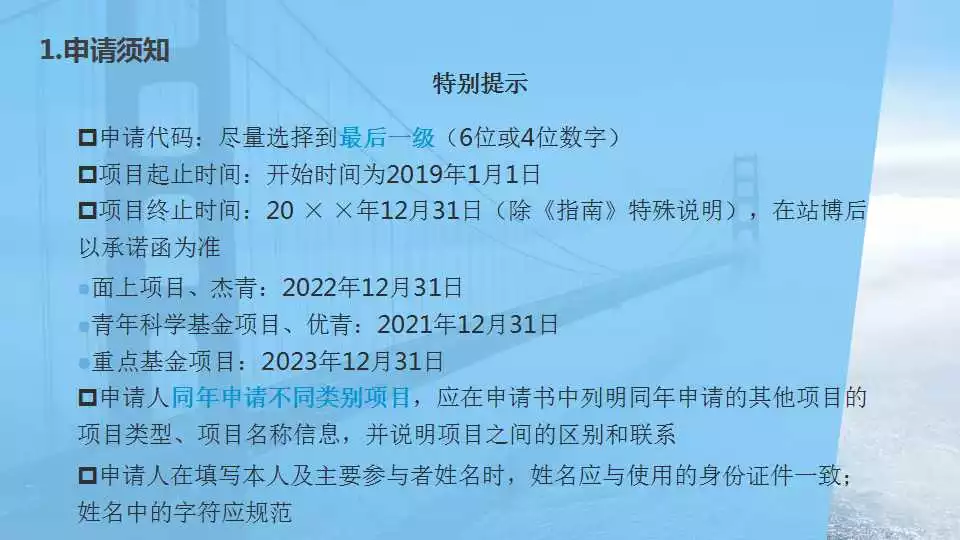 1.申请须知
特别提示
申请代码：尽量选择到最后一级（6位或4位数字）
项目起止时间：开始时间为2019年1月1日
项目终止时间：20 × ×年12月31日（除《指南》特殊说明），在站博后
以承诺函为准
面上项目、杰青：2022年12月31日
青年科学基金项目、优青：2021年12月31日
重点基金项目：2023年12月31日
申请人同年申请不同类别项目，应在申请书中列明同年申请的其他项目的
项目类型、项目名称信息，并说明项目之间的区别和联系
申请人在填写本人及主要参与者姓名时，姓名应与使用的身份证件一致；
姓名中的字符应规范